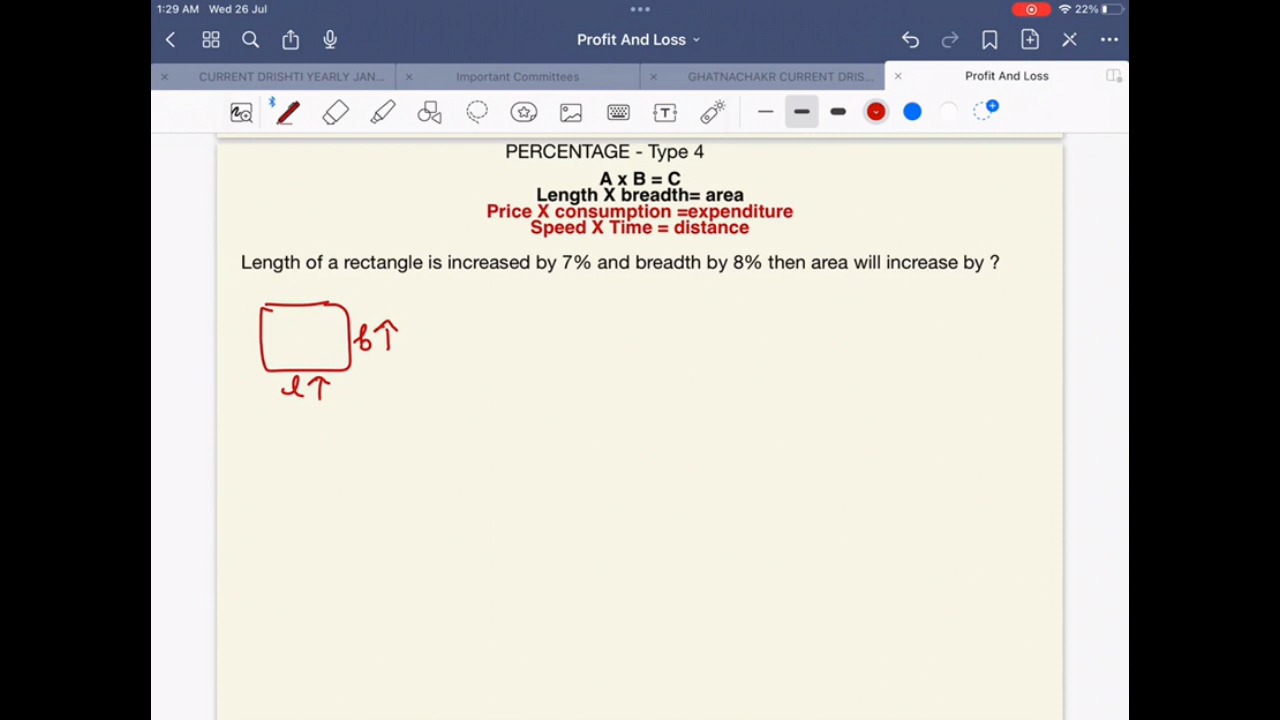 1:29 AM Wed 26 Jul
22%
Profit And Loss
CURRENT DRISHTI YEARLY JAN...
Important Committees
GHATNACHAKR CURRENT DRIS...
Profit And Loss
T
PERCENTAGE - Type 4
A x B = C
Length X breadth= area
Price X consumption =expenditure
Speed X Time = distance
Length of a rectangle is increased by 7% and breadth by 8% then area will increase by ?
b↑
l↑